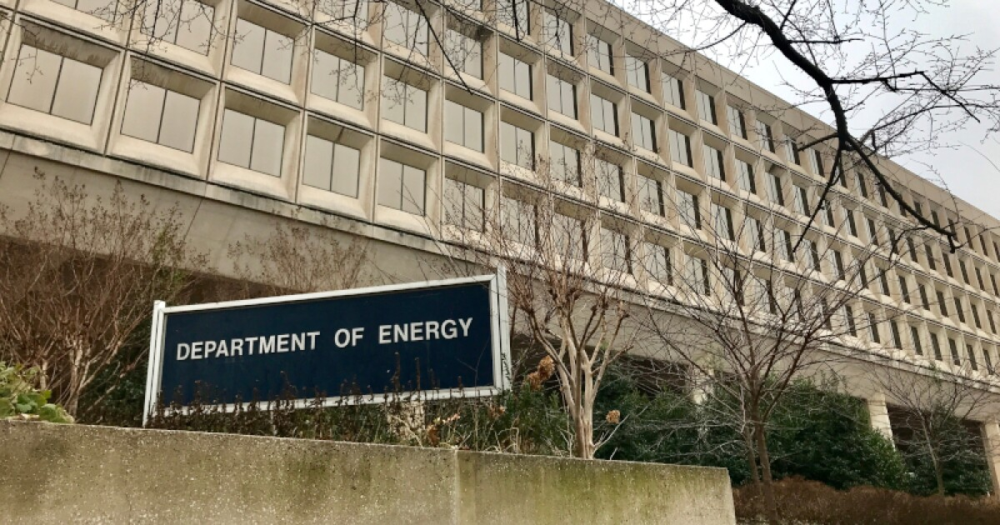 DEPARTMENT OF ENERGY